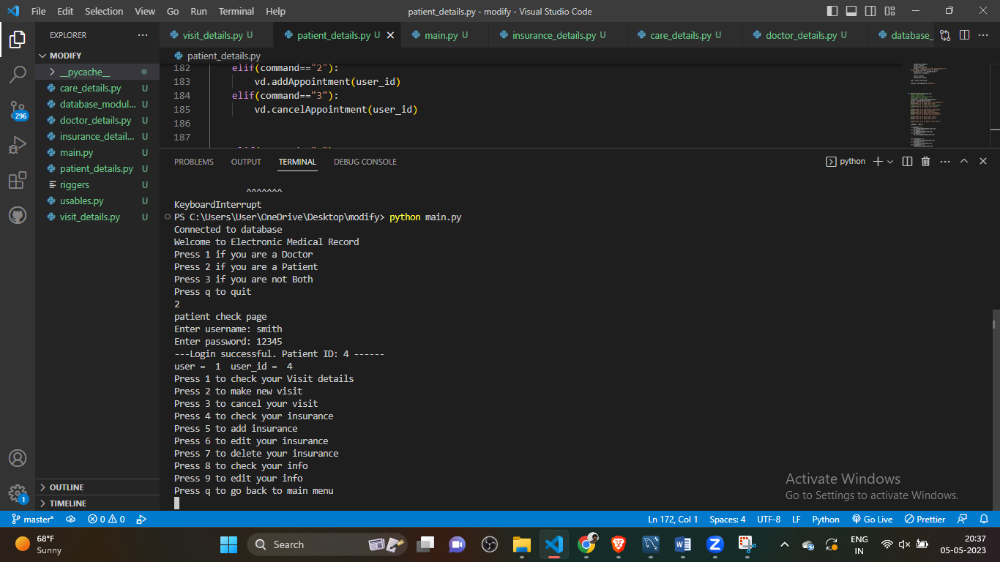 File Edit Selection View Go Run Terminal Help patient_details.py - modify - Visual Studio Code
EXPLORER
visit_details.py U patient_details.py U main.py U insurance_details.py U care_details.py U doctor_details.py U database_
MODIFY
patient_details.py
__pycache__
care_details.py U
database_modul... U
doctor_details.py U
insurance_detail... U
main.py U
patient_details.py U
riggers U
usables.py U
visit_details.py U
296
1
OUTLINE
TIMELINE
182 elif(command=="2"):
183 vd.addAppointment(user_id)
184 elif(command=="3"):
185 vd.cancelAppointment(user_id)
186
187
PROBLEMS OUTPUT TERMINAL DEBUG CONSOLE
python
^^^^^^^
KeyboardInterrupt
PS C:\Users\User\OneDrive\Desktop\modify> python main.py
Connected to database
Welcome to Electronic Medical Record
Press 1 if you are a Doctor
Press 2 if you are a Patient
Press 3 if you are not Both
Press q to quit
2
patient check page
Enter username: smith
Enter password: 12345
---Login successful. Patient ID: 4 ------
user =  1  user_id =  4
Press 1 to check your Visit details
Press 2 to make new visit
Press 3 to cancel your visit
Press 4 to check your insurance
Press 5 to add insurance
Press 6 to edit your insurance
Press 7 to delete your insurance
Press 8 to check your info
Press 9 to edit your info
Press q to go back to main menu
Activate Windows
Go to Settings to activate Windows.
master* 0 0 Ln 172, Col 1 Spaces: 4 UTF-8 LF Python Go Live Prettier
68°F
Sunny
Search
ENG
IN
20:37
05-05-2023